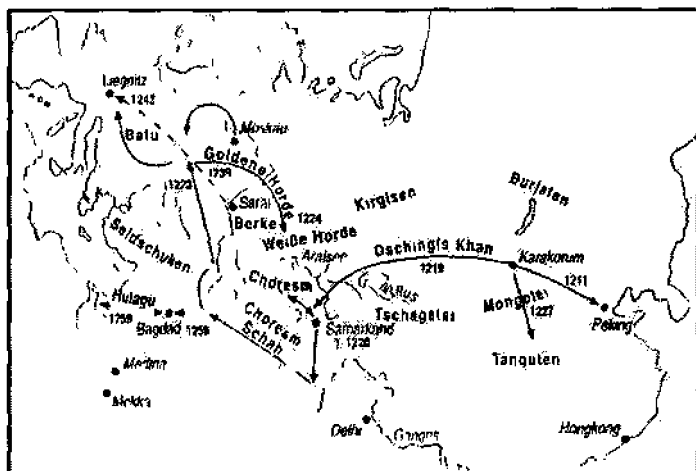 Liegnitz
1242
Batu
Moskau
Goldene Horde
1223
1239
Sarai
Berke
1224
Weiße Horde
Kirgisen
Burjaten
Seldschuken
Aralsee
Dschingis Khan
1219
Karakorum
1211
Choresm
Tschagatai
Mongolei
1227
Peking
Hulagu
1259
Bagdad
1258
Choresm
Schah
Samarkand
1220
Tanguten
Medina
Mekka
Delhi
Ganges
Hongkong